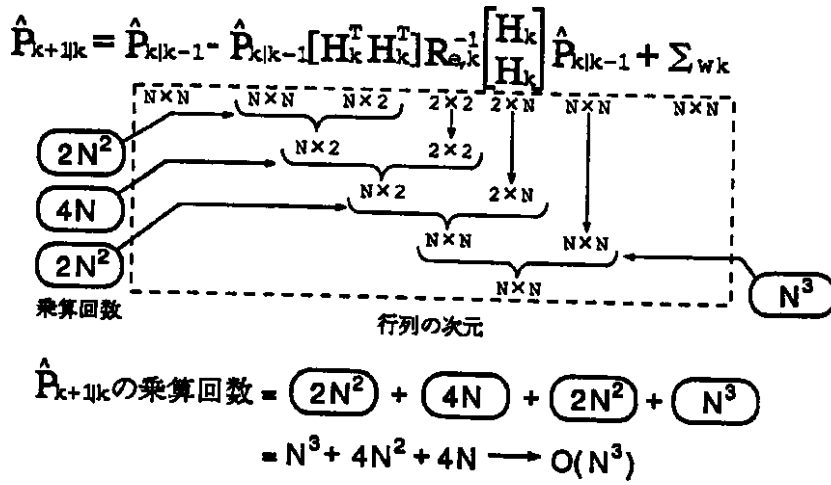 P̂k+1|k = P̂k|k-1 - P̂k|k-1 [Hk^T Hk^T] Re,k^-1 [Hk Hk] P̂k|k-1 + Σwk
N×N N×N N×2 2×2 2×N N×N N×N
2N²
N×2 2×2
4N
N×2 2×N
2N²
N×N N×N
N×N
N³
乗算回数
行列の次元
P̂k+1|kの乗算回数 = 2N² + 4N + 2N² + N³
= N³ + 4N² + 4N → O(N³)